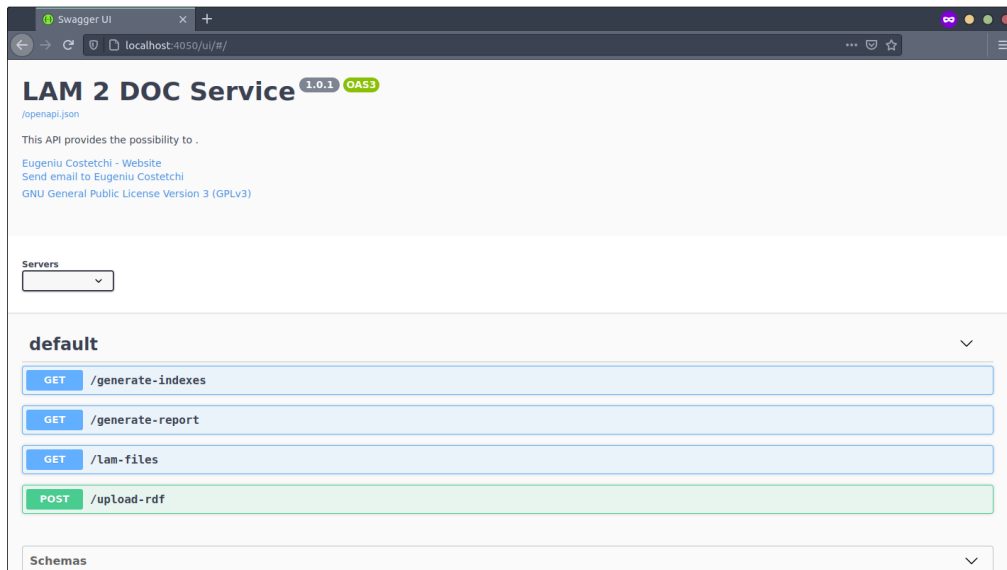 Swagger UI
localhost:4050/ui/#/
LAM 2 DOC Service 1.0.1 OAS3
/openapi.json
This API provides the possibility to .
Eugeniu Costetchi - Website
Send email to Eugeniu Costetchi
GNU General Public License Version 3 (GPLv3)
Servers
default
GET /generate-indexes
GET /generate-report
GET /lam-files
POST /upload-rdf
Schemas